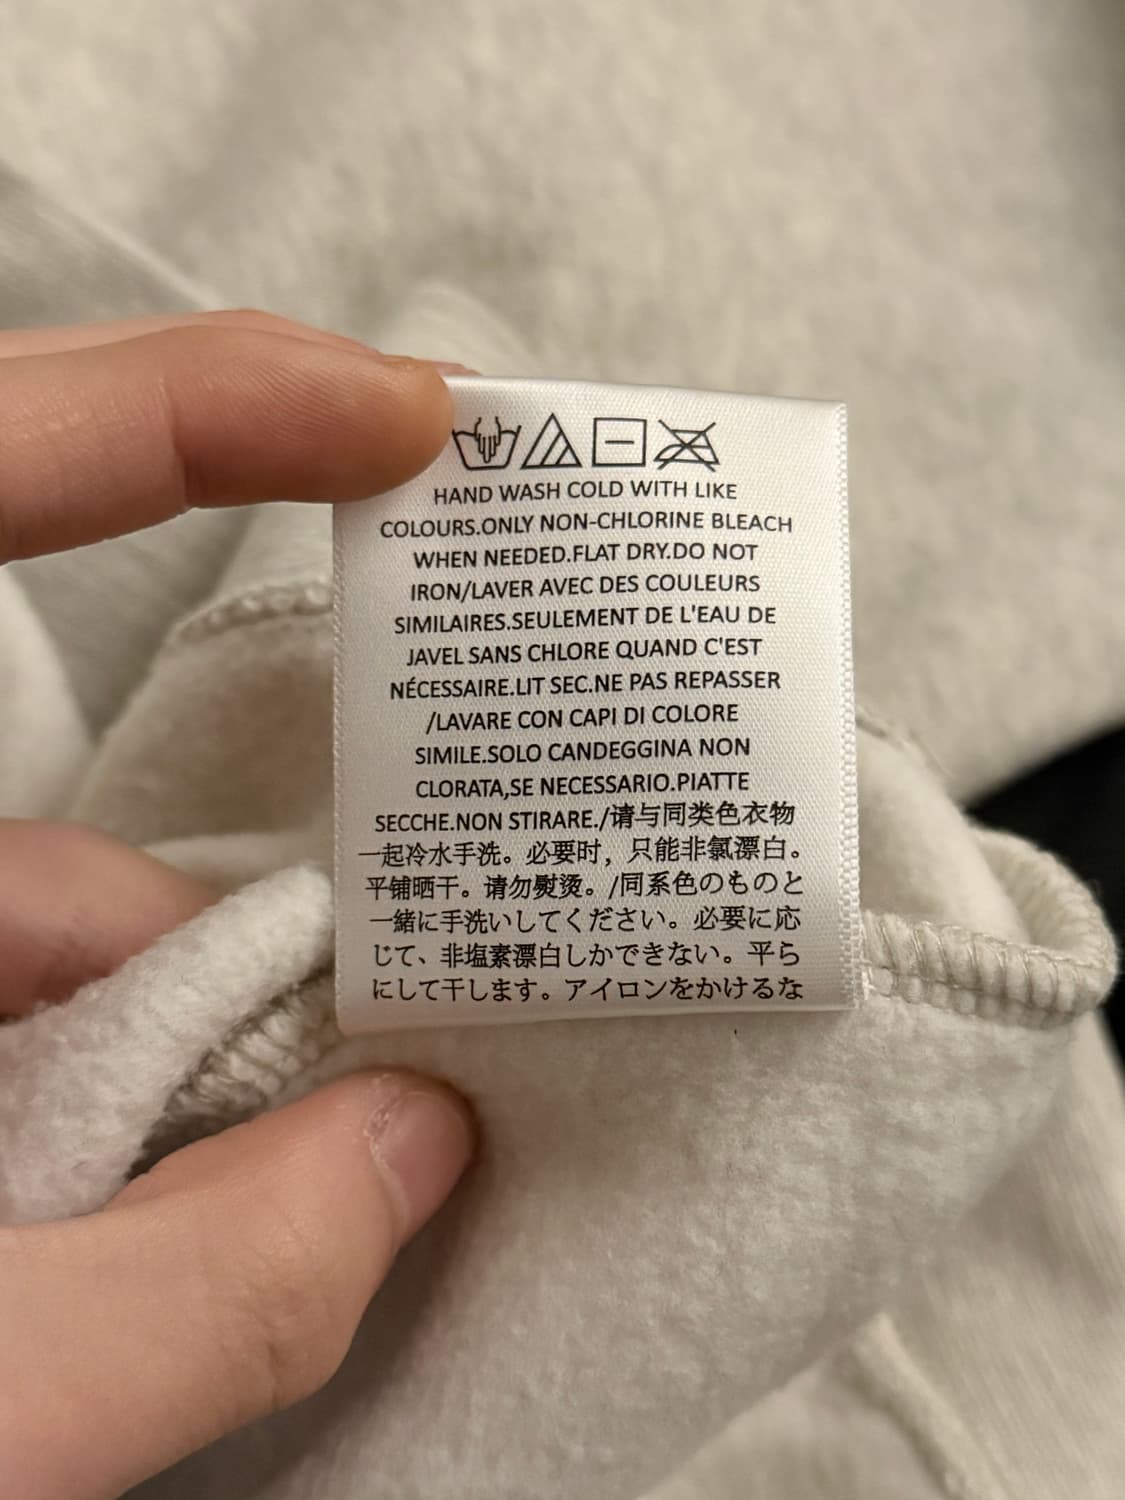 HAND WASH COLD WITH LIKE
COLOURS.ONLY NON-CHLORINE BLEACH
WHEN NEEDED.FLAT DRY.DO NOT
IRON/LAVER AVEC DES COULEURS
SIMILAIRES.SEULEMENT DE L'EAU DE
JAVEL SANS CHLORE QUAND C'EST
NÉCESSAIRE.LIT SEC.NE PAS REPASSER
/LAVARE CON CAPI DI COLORE
SIMILE.SOLO CANDEGGINA NON
CLORATA,SE NECESSARIO.PIATTE
SECCHE.NON STIRARE./请与同类色衣物
一起冷水手洗。必要时，只能非氯漂白。
平铺晒干。请勿熨烫。/同系色のものと
一緒に手洗いしてください。必要に応
じて、非塩素漂白しかできない。平ら
にして干します。アイロンをかけるな